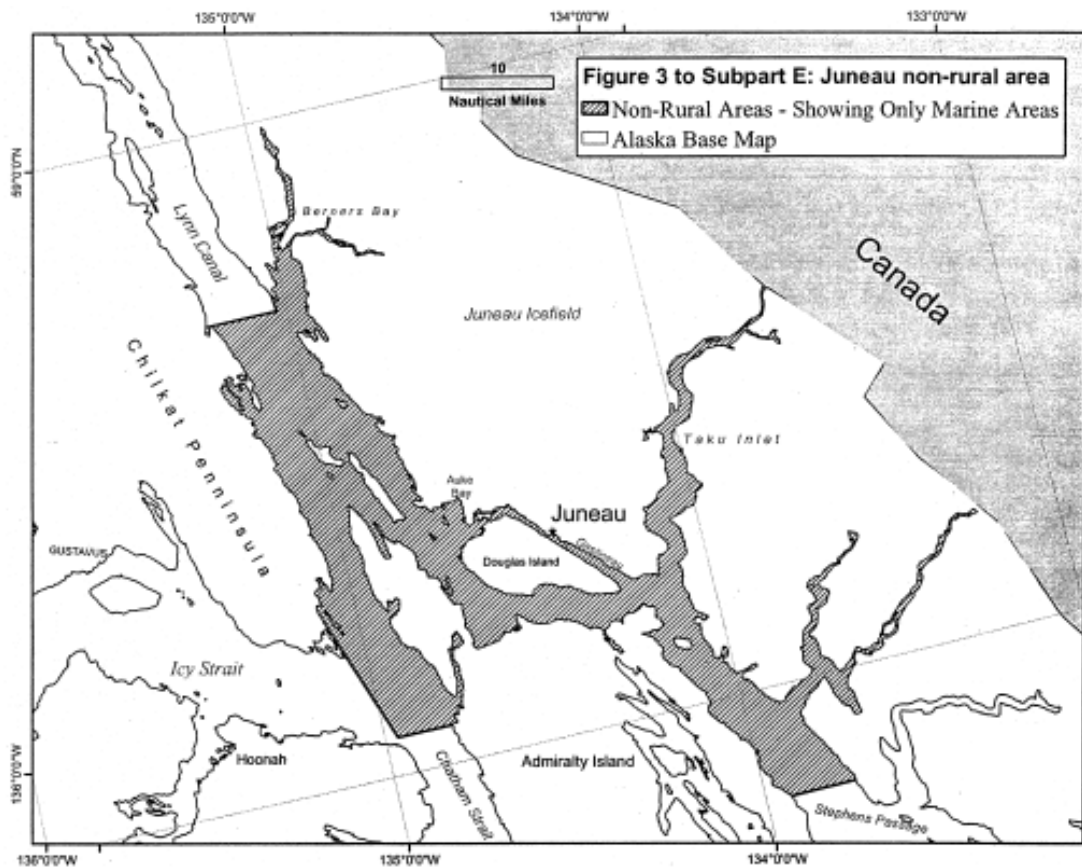 135°0'0"W
134°0'0"W
133°0'0"W
10
Nautical Miles
Figure 3 to Subpart E: Juneau non-rural area
Non-Rural Areas - Showing Only Marine Areas
Alaska Base Map
59°0'0"N
Berners Bay
Lynn Canal
Canada
Juneau Icefield
Chilkat Penninsula
Taku Inlet
Auke
Bay
Juneau
GUSTAVUS
Douglas Island
Icy Strait
Hoonah
Admiralty Island
Chatham Strait
Stephens Passage
136°0'0"W
136°0'0"W
135°0'0"W
134°0'0"W